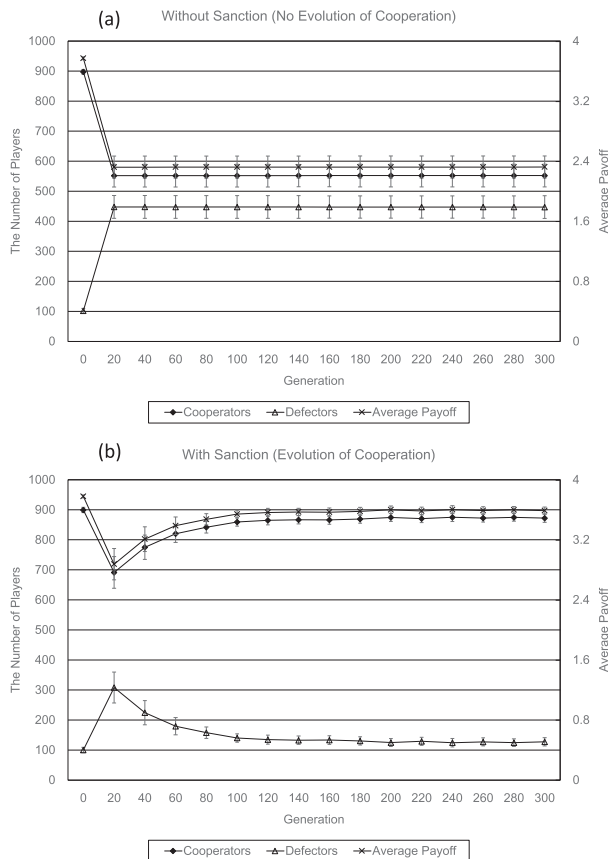 (a)
Without Sanction (No Evolution of Cooperation)
The Number of Players
1000
900
800
700
600
500
400
300
200
100
0
4
3.2
2.4
1.6
0.8
0
Average Payoff
0 20 40 60 80 100 120 140 160 180 200 220 240 260 280 300
Generation
Cooperators Defectors Average Payoff
(b)
With Sanction (Evolution of Cooperation)
The Number of Players
1000
900
800
700
600
500
400
300
200
100
0
4
3.2
2.4
1.6
0.8
0
Average Payoff
0 20 40 60 80 100 120 140 160 180 200 220 240 260 280 300
Generation
Cooperators Defectors Average Payoff